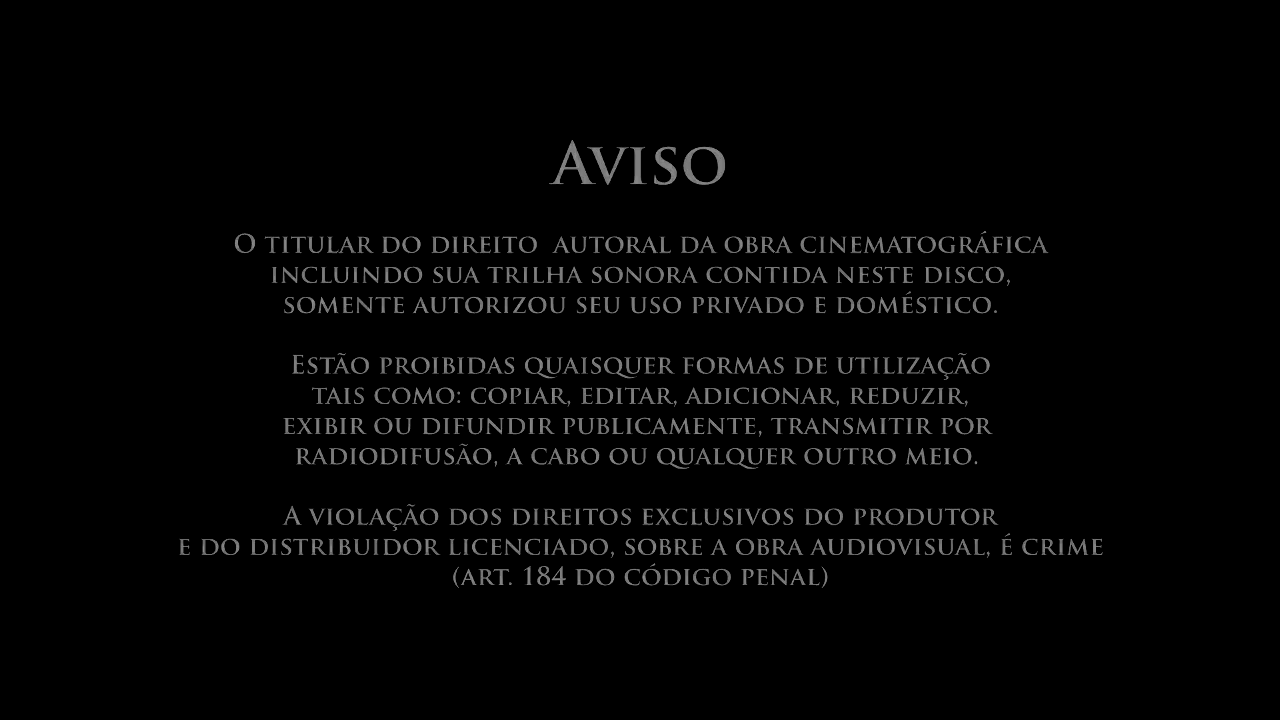 Aviso
O titular do direito autoral da obra cinematográfica
incluindo sua trilha sonora contida neste disco,
somente autorizou seu uso privado e doméstico.
Estão proibidas quaisquer formas de utilização
tais como: copiar, editar, adicionar, reduzir,
exibir ou difundir publicamente, transmitir por
radiodifusão, a cabo ou qualquer outro meio.
A violação dos direitos exclusivos do produtor
e do distribuidor licenciado, sobre a obra audiovisual, é crime
(art. 184 do código penal)